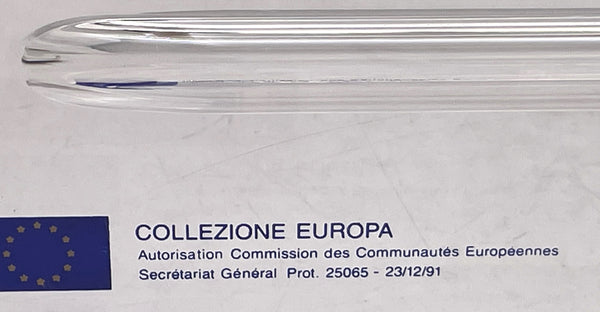 COLLEZIONE EUROPA
Autorisation Commission des Communautés Européennes
Secrétariat Général Prot. 25065 - 23/12/91